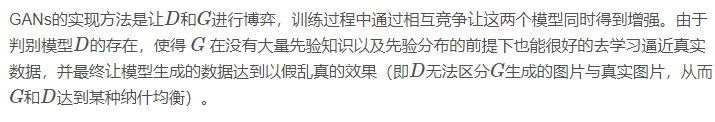 GANs的实现方法是让D和G进行博弈，训练过程中通过相互竞争让这两个模型同时得到增强。由于
判别模型D的存在，使得 G 在没有大量先验知识以及先验分布的前提下也能很好的去学习逼近真实
数据，并最终让模型生成的数据达到以假乱真的效果（即D无法区分G生成的图片与真实图片，从而
G和D达到某种纳什均衡）。